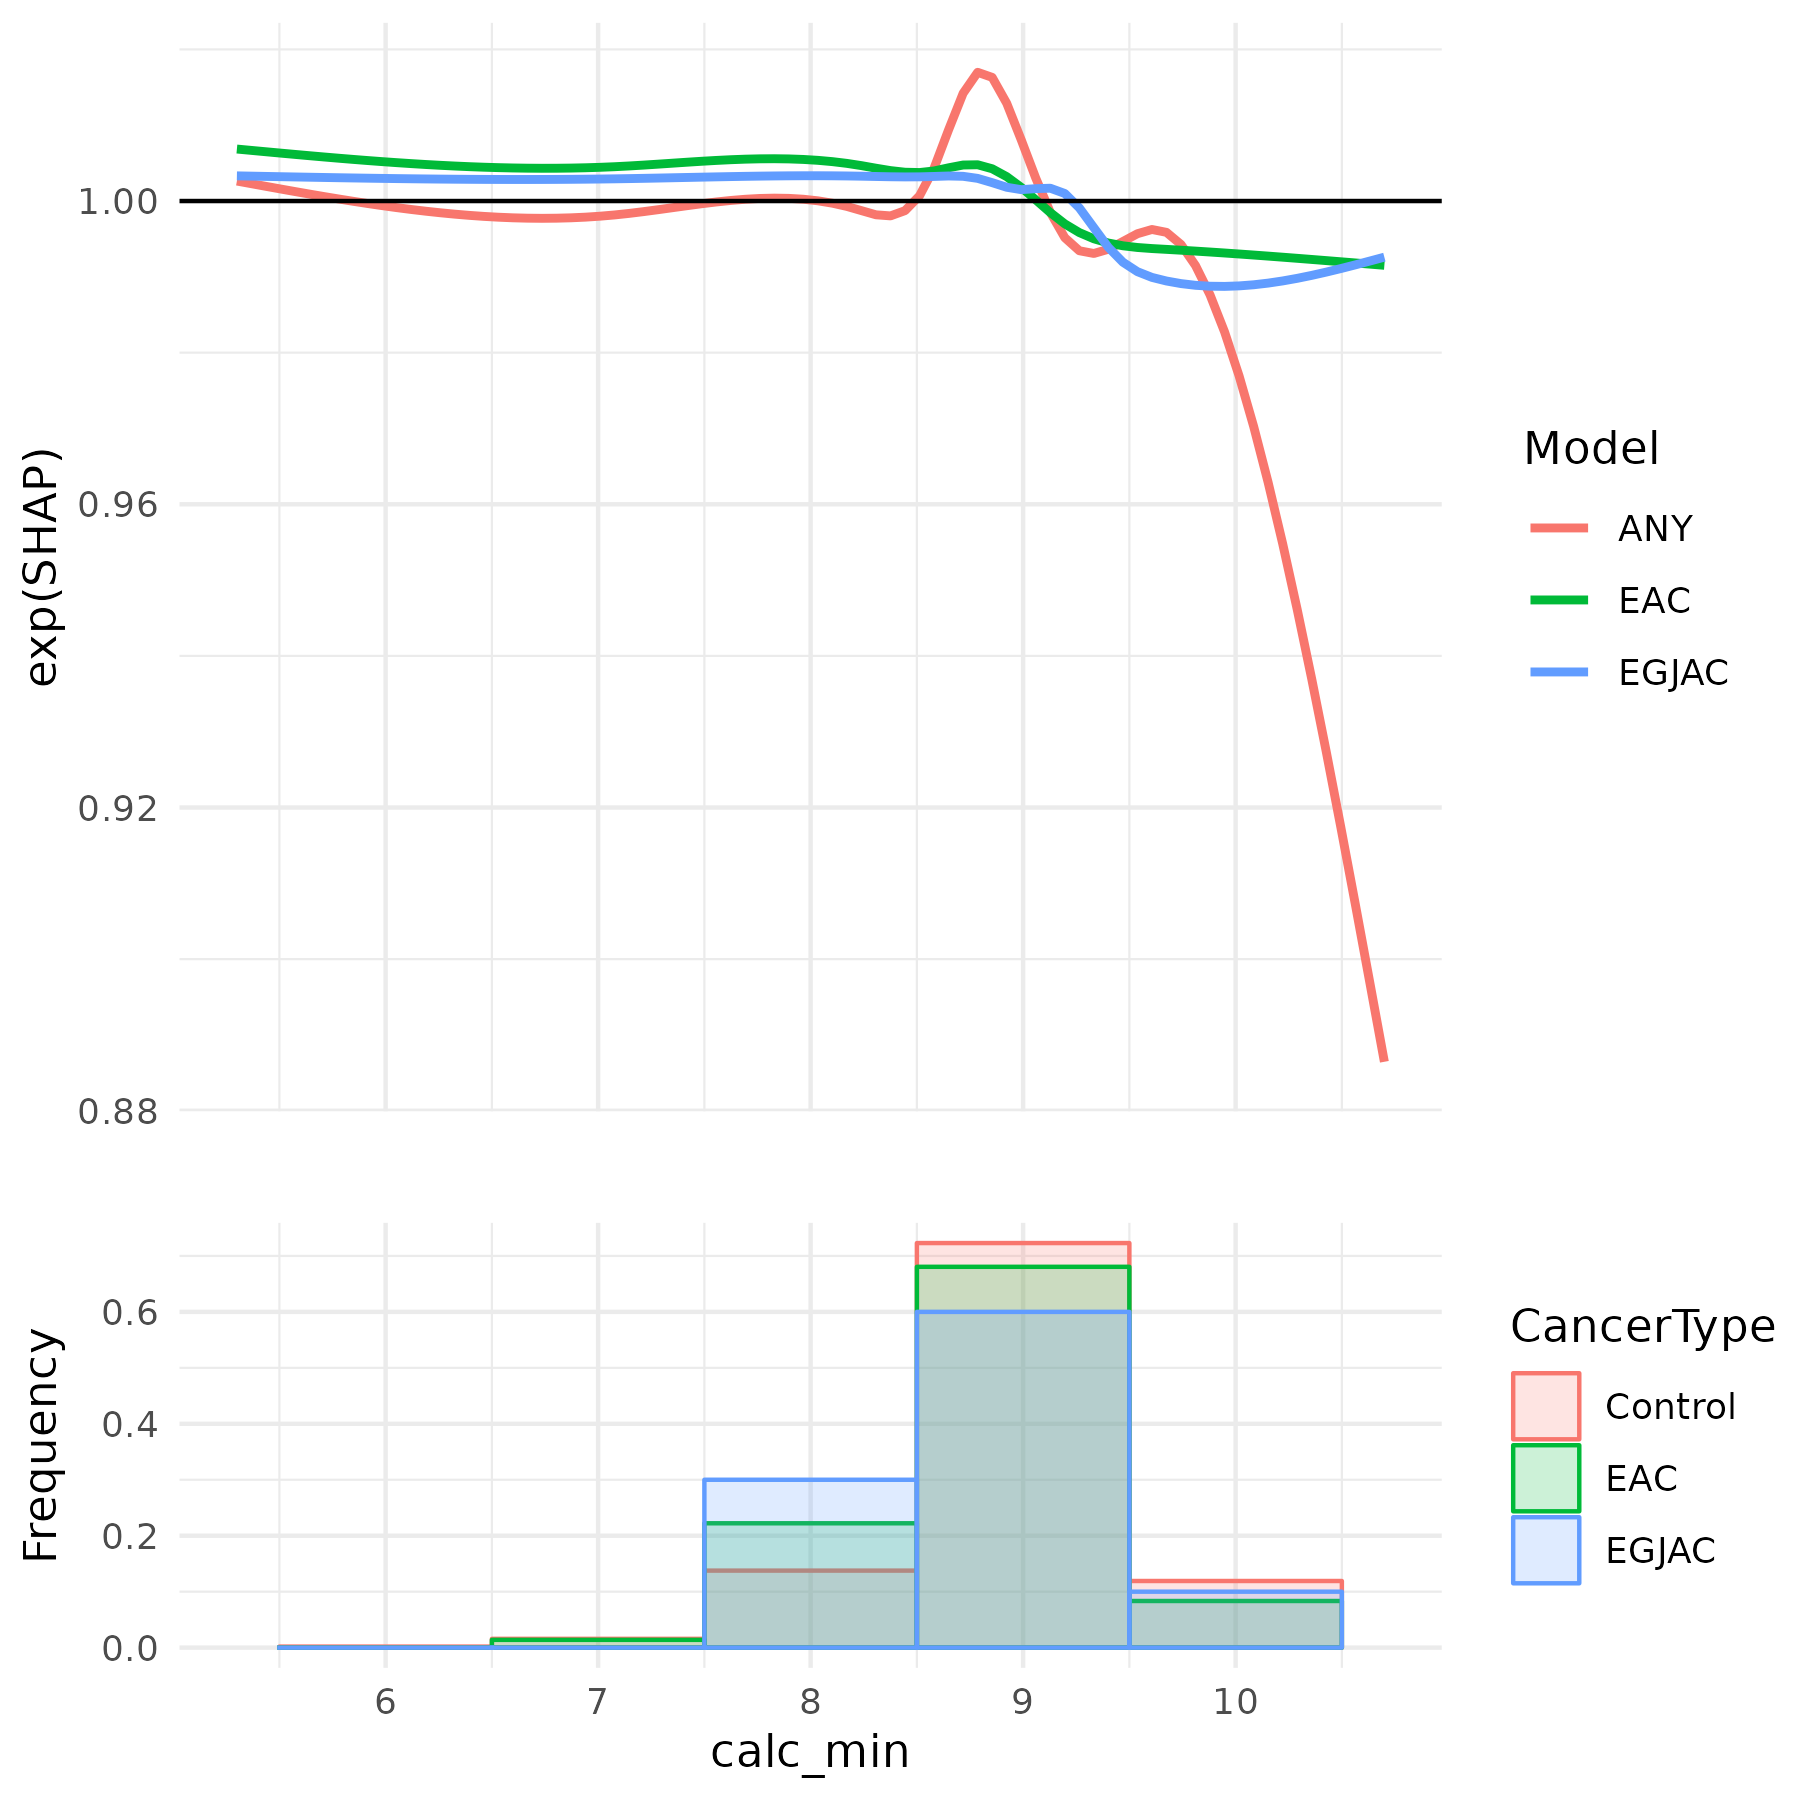 1.00
0.96
0.92
0.88
exp(SHAP)
Model
ANY
EAC
EGJAC
0.6
0.4
0.2
0.0
Frequency
6 7 8 9 10
calc_min
CancerType
Control
EAC
EGJAC